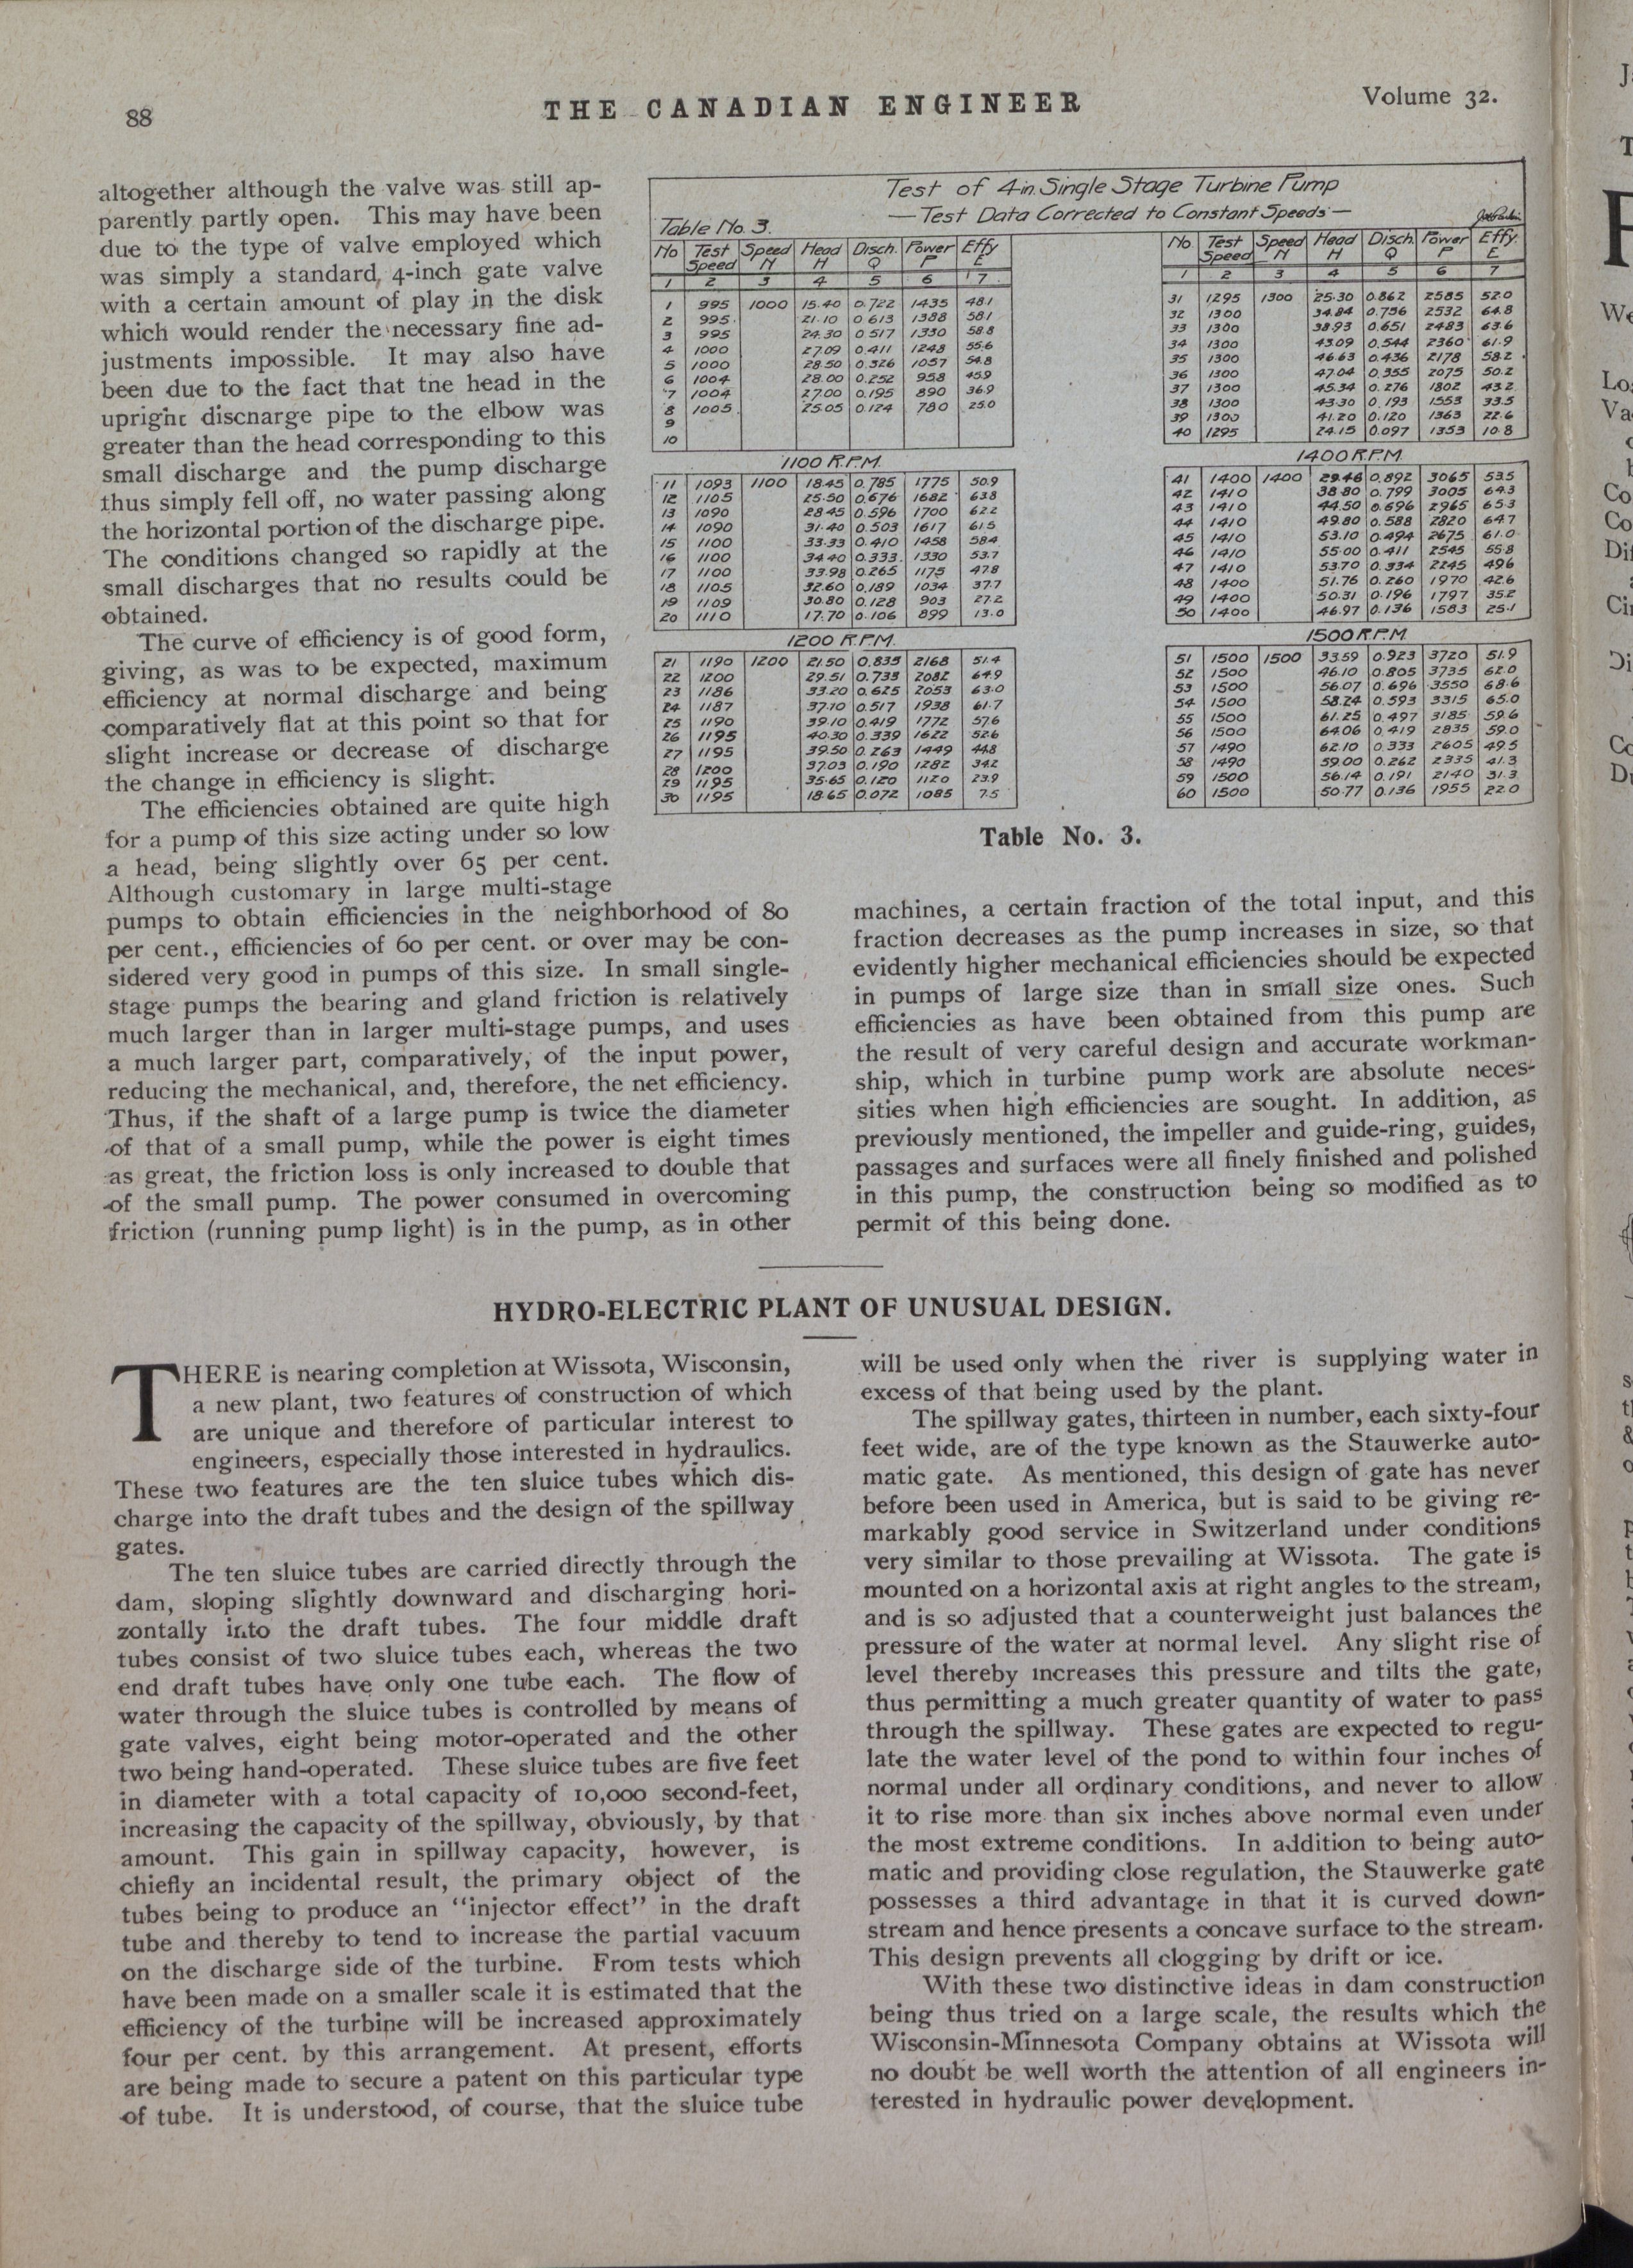 88
THE CANADIAN ENGINEER
Volume 32.
altogether although the valve was still ap-
parently partly open. This may have been
due to the type of valve employed which
was simply a standard, 4-inch gate valve
with a certain amount of play in the disk
which would render the necessary fine ad-
justments impossible. It may also have
been due to the fact that tne head in the
upright discnarge pipe to the elbow was
greater than the head corresponding to this
small discharge and the pump discharge
thus simply fell off, no water passing along
the horizontal portion of the discharge pipe.
The conditions changed so rapidly at the
small discharges that no results could be
obtained.
The curve of efficiency is of good form,
giving, as was to be expected, maximum
efficiency at normal discharge and being
comparatively flat at this point so that for
slight increase or decrease of discharge
the change in efficiency is slight.
The efficiencies obtained are quite high
for a pump of this size acting under so low
a head, being slightly over 65 per cent.
Although customary in large multi-stage
pumps to obtain efficiencies in the neighborhood of 80
per cent., efficiencies of 60 per cent. or over may be con-
sidered very good in pumps of this size. In small single-
stage pumps the bearing and gland friction is relatively
much larger than in larger multi-stage pumps, and uses
a much larger part, comparatively, of the input power,
reducing the mechanical, and, therefore, the net efficiency.
Thus, if the shaft of a large pump is twice the diameter
of that of a small pump, while the power is eight times
as great, the friction loss is only increased to double that
of the small pump. The power consumed in overcoming
friction (running pump light) is in the pump, as in other
Test of 4 in. Single Stage Turbine Pump
— Test Data Corrected to Constant Speeds —
Table No. 3.
No Test Speed Speed N Head H Disch. Q Power P Effy E
1 2 3 4 5 6 7
1 995 1000 15.40 0.722 1435 48.1
2 995 21.10 0.613 1388 58.1
3 995 24.30 0.517 1330 58.8
4 1000 27.09 0.411 1248 55.6
5 1000 28.50 0.326 1057 54.8
6 1004 28.00 0.252 958 45.9
7 1004 27.00 0.195 890 36.9
8 1005 25.05 0.124 780 25.0
9
10
1100 R.P.M.
11 1093 1100 18.45 0.785 1775 50.9
12 1105 25.50 0.676 1682 63.8
13 1090 28.45 0.596 1700 62.2
14 1090 31.40 0.503 1617 61.5
15 1100 33.33 0.410 1458 58.4
16 1100 34.40 0.333 1330 53.7
17 1100 33.98 0.265 1175 47.8
18 1105 32.60 0.189 1034 37.7
19 1109 30.80 0.128 903 27.2
20 1110 17.70 0.106 899 13.0
1200 R.P.M.
21 1190 1200 21.50 0.835 2168 51.4
22 1200 29.51 0.733 2082 64.9
23 1186 33.20 0.625 2053 63.0
24 1187 37.10 0.517 1938 61.7
25 1190 39.10 0.419 1772 57.6
26 1195 40.30 0.339 1622 52.6
27 1195 39.50 0.263 1449 44.8
28 1200 37.03 0.190 1282 34.2
29 1195 35.65 0.120 1120 23.9
30 1195 18.65 0.072 1085 7.5
No. Test Speed Speed N Head H Disch. Q Power P Effy. E
1 2 3 4 5 6 7
31 1295 1300 25.30 0.862 2585 52.0
32 1300 34.84 0.756 2532 64.8
33 1300 38.93 0.651 2483 63.6
34 1300 43.09 0.544 2360 61.9
35 1300 46.63 0.436 2178 58.2
36 1300 47.04 0.355 2075 50.2
37 1300 45.34 0.276 1802 43.2
38 1300 43.30 0.193 1553 33.5
39 1300 41.20 0.120 1363 22.6
40 1295 24.15 0.097 1353 10.8
1400 R.P.M.
41 1400 1400 29.46 0.892 3065 53.5
42 1410 38.80 0.799 3005 64.3
43 1410 44.50 0.696 2965 65.3
44 1410 49.80 0.588 2820 64.7
45 1410 53.10 0.494 2675 61.0
46 1410 55.00 0.411 2545 55.8
47 1410 53.70 0.334 2245 49.6
48 1400 51.76 0.260 1970 42.6
49 1400 50.31 0.196 1797 35.2
50 1400 46.97 0.136 1583 25.1
1500 R.P.M.
51 1500 1500 33.59 0.923 3720 51.9
52 1500 46.10 0.805 3735 62.0
53 1500 56.07 0.696 3550 68.6
54 1500 58.24 0.593 3315 65.0
55 1500 61.25 0.497 3185 59.6
56 1500 64.06 0.419 2835 59.0
57 1490 62.10 0.333 2605 49.5
58 1490 59.00 0.262 2335 41.3
59 1500 56.14 0.191 2140 31.3
60 1500 50.77 0.136 1955 22.0
Table No. 3.
machines, a certain fraction of the total input, and this
fraction decreases as the pump increases in size, so that
evidently higher mechanical efficiencies should be expected
in pumps of large size than in small size ones. Such
efficiencies as have been obtained from this pump are
the result of very careful design and accurate workman-
ship, which in turbine pump work are absolute neces-
sities when high efficiencies are sought. In addition, as
previously mentioned, the impeller and guide-ring, guides,
passages and surfaces were all finely finished and polished
in this pump, the construction being so modified as to
permit of this being done.
HYDRO-ELECTRIC PLANT OF UNUSUAL DESIGN.
THERE is nearing completion at Wissota, Wisconsin,
a new plant, two features of construction of which
are unique and therefore of particular interest to
engineers, especially those interested in hydraulics.
These two features are the ten sluice tubes which dis-
charge into the draft tubes and the design of the spillway
gates.
The ten sluice tubes are carried directly through the
dam, sloping slightly downward and discharging hori-
zontally into the draft tubes. The four middle draft
tubes consist of two sluice tubes each, whereas the two
end draft tubes have only one tube each. The flow of
water through the sluice tubes is controlled by means of
gate valves, eight being motor-operated and the other
two being hand-operated. These sluice tubes are five feet
in diameter with a total capacity of 10,000 second-feet,
increasing the capacity of the spillway, obviously, by that
amount. This gain in spillway capacity, however, is
chiefly an incidental result, the primary object of the
tubes being to produce an "injector effect" in the draft
tube and thereby to tend to increase the partial vacuum
on the discharge side of the turbine. From tests which
have been made on a smaller scale it is estimated that the
efficiency of the turbine will be increased approximately
four per cent. by this arrangement. At present, efforts
are being made to secure a patent on this particular type
of tube. It is understood, of course, that the sluice tube
will be used only when the river is supplying water in
excess of that being used by the plant.
The spillway gates, thirteen in number, each sixty-four
feet wide, are of the type known as the Stauwerke auto-
matic gate. As mentioned, this design of gate has never
before been used in America, but is said to be giving re-
markably good service in Switzerland under conditions
very similar to those prevailing at Wissota. The gate is
mounted on a horizontal axis at right angles to the stream,
and is so adjusted that a counterweight just balances the
pressure of the water at normal level. Any slight rise of
level thereby increases this pressure and tilts the gate,
thus permitting a much greater quantity of water to pass
through the spillway. These gates are expected to regu-
late the water level of the pond to within four inches of
normal under all ordinary conditions, and never to allow
it to rise more than six inches above normal even under
the most extreme conditions. In addition to being auto-
matic and providing close regulation, the Stauwerke gate
possesses a third advantage in that it is curved down-
stream and hence presents a concave surface to the stream.
This design prevents all clogging by drift or ice.
With these two distinctive ideas in dam construction
being thus tried on a large scale, the results which the
Wisconsin-Minnesota Company obtains at Wissota will
no doubt be well worth the attention of all engineers in-
terested in hydraulic power development.